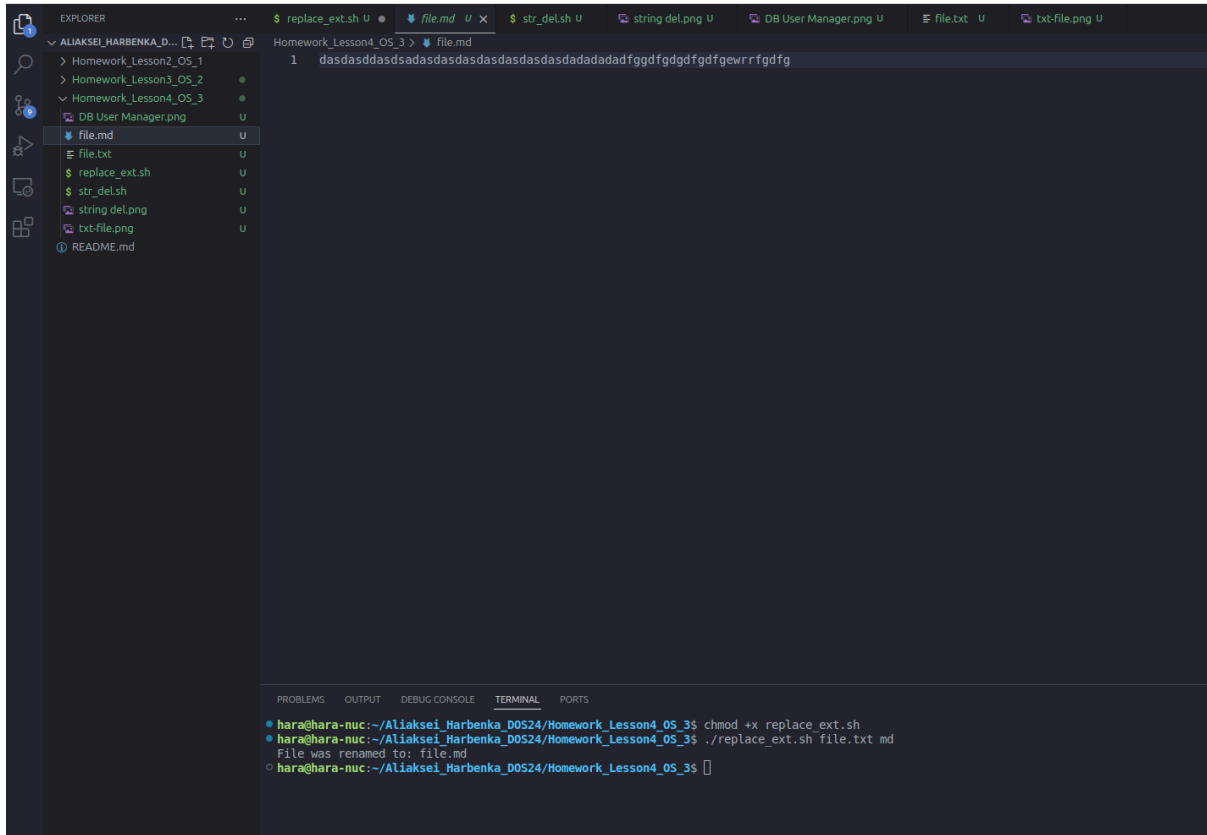 EXPLORER ...
ALIAKSEI_HARBENKA_D...
Homework_Lesson2_OS_1
Homework_Lesson3_OS_2
Homework_Lesson4_OS_3
DB User Manager.png U
file.md U
file.txt U
$ replace_ext.sh U
$ str_del.sh U
string del.png U
txt-file.png U
README.md
1
9
$ replace_ext.sh U file.md U $ str_del.sh U string del.png U DB User Manager.png U file.txt U txt-file.png U
Homework_Lesson4_OS_3 > file.md
1 dasdasddasdsadasdasdasdasdasdasdasdadadadadfggdfgdgdfgdfgewrrfgdfg
PROBLEMS OUTPUT DEBUG CONSOLE TERMINAL PORTS
hara@hara-nuc:~/Aliaksei_Harbenka_DOS24/Homework_Lesson4_OS_3$ chmod +x replace_ext.sh
hara@hara-nuc:~/Aliaksei_Harbenka_DOS24/Homework_Lesson4_OS_3$ ./replace_ext.sh file.txt md
File was renamed to: file.md
hara@hara-nuc:~/Aliaksei_Harbenka_DOS24/Homework_Lesson4_OS_3$